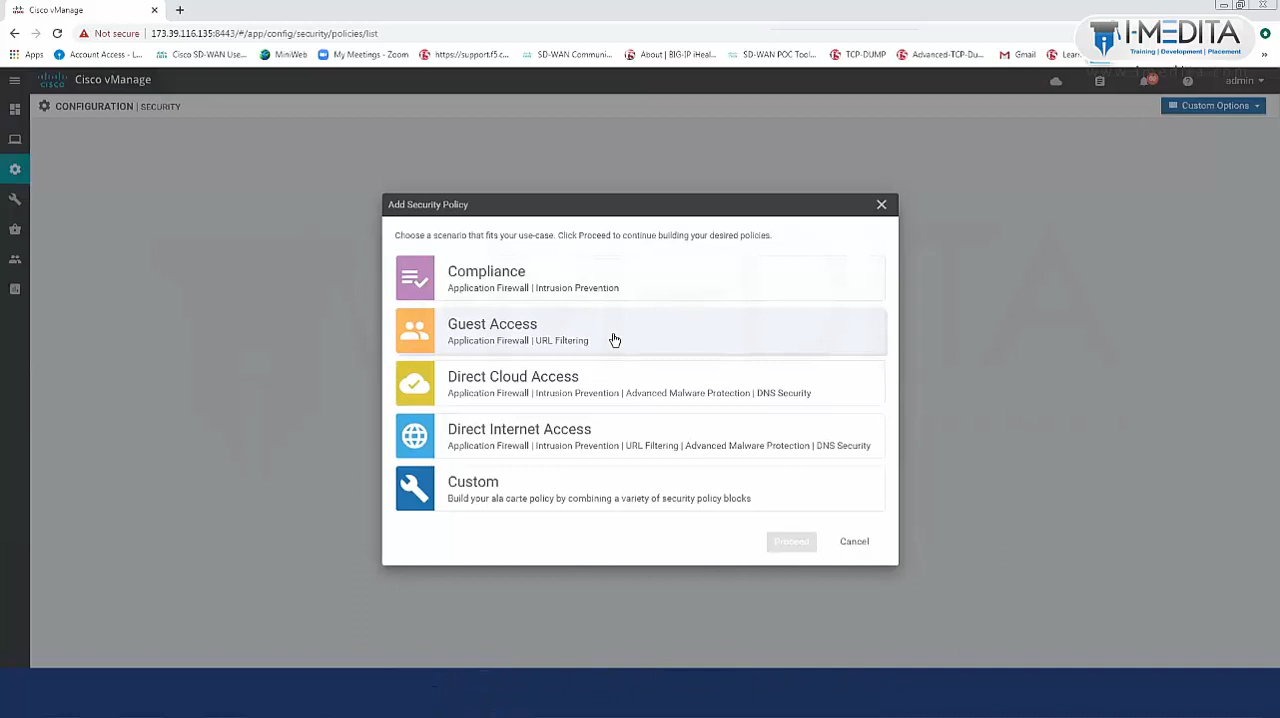 Cisco vManage
I-MEDITA
Training | Development | Placement
Not secure | 173.39.116.135:8443/#/app/config/security/policies/list
Apps Account Access - L... Cisco SD-WAN Use... MiniWeb My Meetings - Zoom https://support.f5.c... SD-WAN Communi... About | BIG-IP iHeal... SD-WAN POC Tool... TCP-DUMP Advanced-TCP-Du... Gmail »
CISCO Cisco vManage admin
CONFIGURATION | SECURITY Custom Options
Add Security Policy
Choose a scenario that fits your use-case. Click Proceed to continue building your desired policies.
Compliance
Application Firewall | Intrusion Prevention
Guest Access
Application Firewall | URL Filtering
Direct Cloud Access
Application Firewall | Intrusion Prevention | Advanced Malware Protection | DNS Security
Direct Internet Access
Application Firewall | Intrusion Prevention | URL Filtering | Advanced Malware Protection | DNS Security
Custom
Build your ala carte policy by combining a variety of security policy blocks
Proceed Cancel